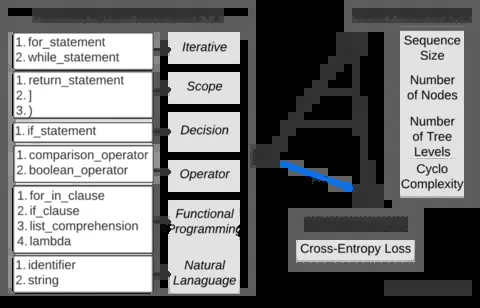 1. for_statement
2. while_statement
Iterative
1. return_statement
2. ]
3. )
Scope
1. if_statement
Decision
1. comparison_operator
2. boolean_operator
Operator
1. for_in_clause
2. if_clause
3. list_comprehension
4. lambda
Functional
Programming
1. identifier
2. string
Natural
Lanaguage
Sequence
Size
Number
of Nodes
Number
of Tree
Levels
Cyclo
Complexity
Cross-Entropy Loss